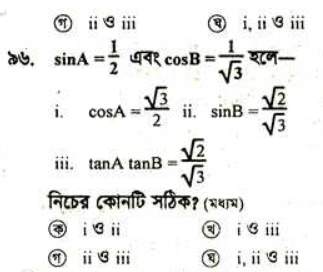 গ ii ও iii ঘ i, ii ও iii
৯৬. sinA = 1/2 এবং cosB = 1/√3 হলে—
i. cosA = √3/2 ii. sinB = √2/√3
iii. tanA tanB = √2/√3
নিচের কোনটি সঠিক? (মধ্যম)
ক i ও ii খ i ও iii
গ ii ও iii ঘ i, ii ও iii